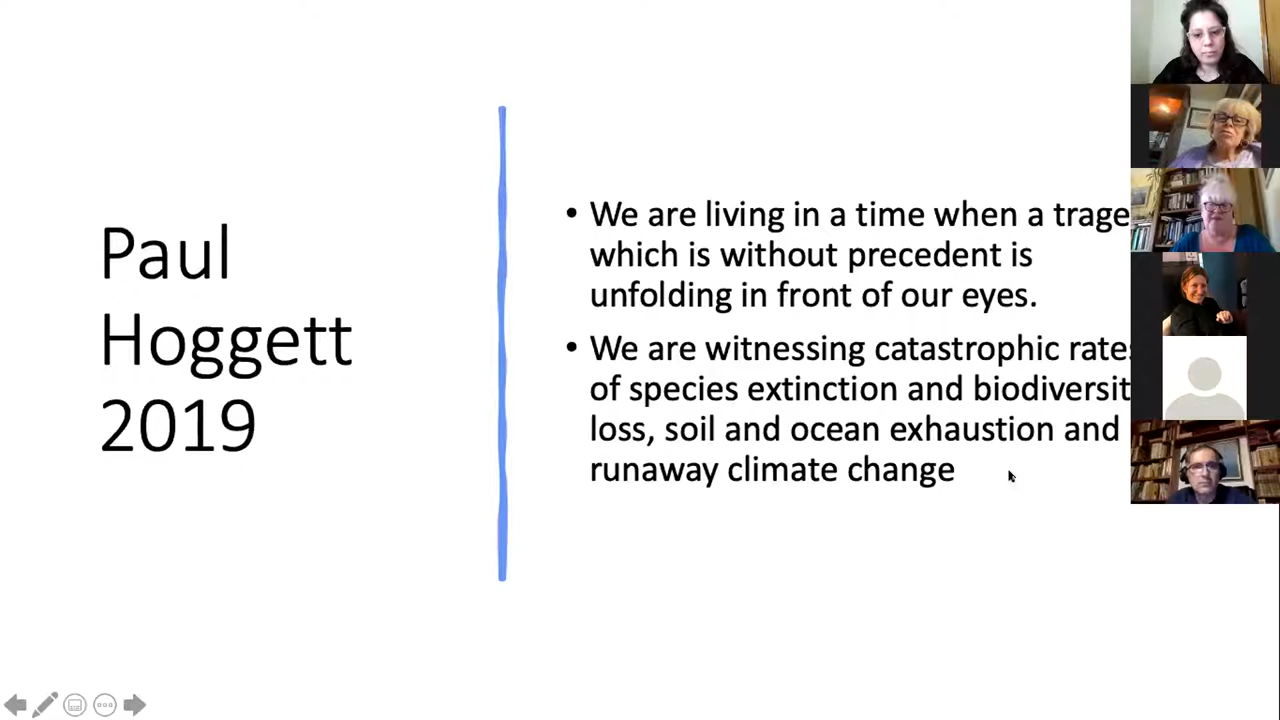 Paul
Hoggett
2019
• We are living in a time when a trage
which is without precedent is
unfolding in front of our eyes.
• We are witnessing catastrophic rate
of species extinction and biodiversit
loss, soil and ocean exhaustion and
runaway climate change